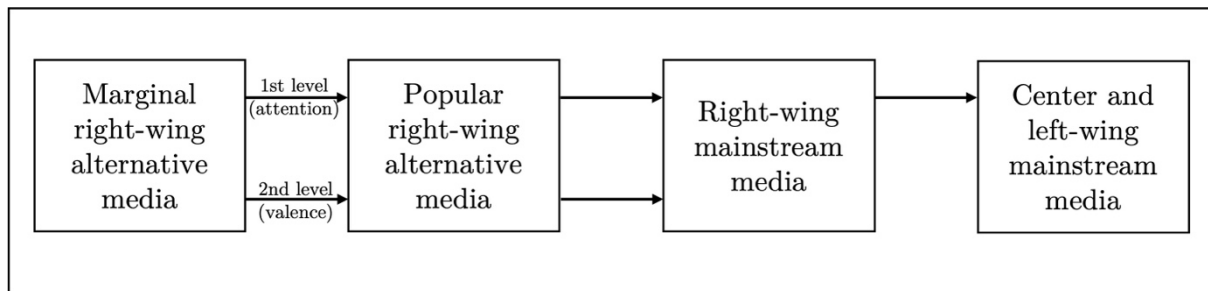 Marginal
right-wing
alternative
media
1st level
(attention)
2nd level
(valence)
Popular
right-wing
alternative
media
Right-wing
mainstream
media
Center and
left-wing
mainstream
media